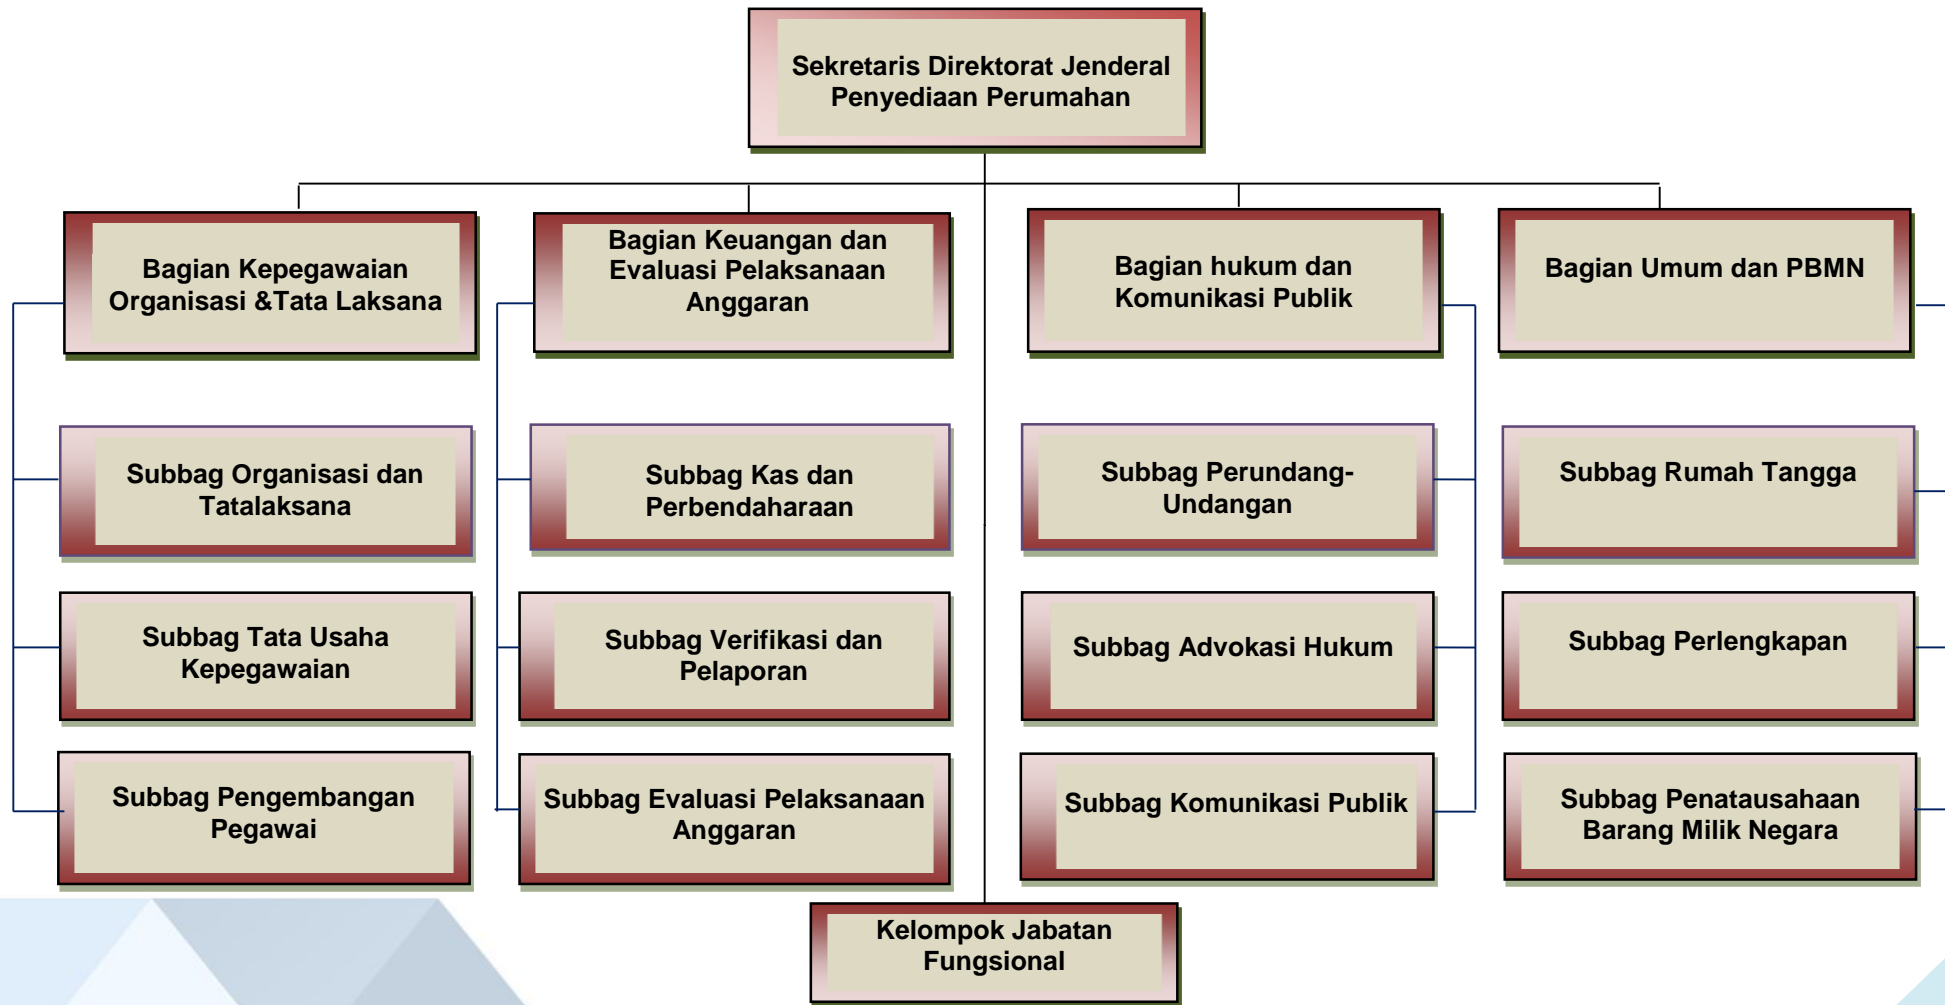 Sekretaris Direktorat Jenderal
Penyediaan Perumahan
Bagian Kepegawaian
Organisasi &Tata Laksana
Bagian Keuangan dan
Evaluasi Pelaksanaan
Anggaran
Bagian hukum dan
Komunikasi Publik
Bagian Umum dan PBMN
Subbag Organisasi dan
Tatalaksana
Subbag Kas dan
Perbendaharaan
Subbag Perundang-
Undangan
Subbag Rumah Tangga
Subbag Tata Usaha
Kepegawaian
Subbag Verifikasi dan
Pelaporan
Subbag Advokasi Hukum
Subbag Perlengkapan
Subbag Pengembangan
Pegawai
Subbag Evaluasi Pelaksanaan
Anggaran
Subbag Komunikasi Publik
Subbag Penatausahaan
Barang Milik Negara
Kelompok Jabatan
Fungsional